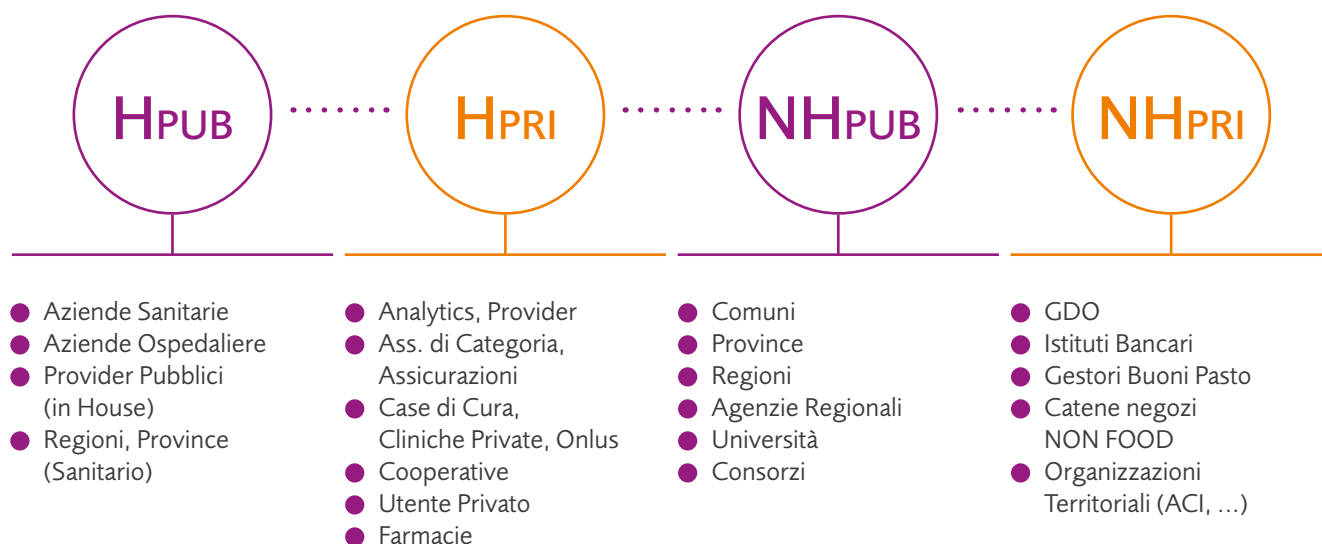 HPUB
HPRI
NHPUB
NHPRI
Aziende Sanitarie
Aziende Ospedaliere
Provider Pubblici
(in House)
Regioni, Province
(Sanitario)
Analytics, Provider
Ass. di Categoria,
Assicurazioni
Case di Cura,
Cliniche Private, Onlus
Cooperative
Utente Privato
Farmacie
Comuni
Province
Regioni
Agenzie Regionali
Università
Consorzi
GDO
Istituti Bancari
Gestori Buoni Pasto
Catene negozi
NON FOOD
Organizzazioni
Territoriali (ACI, …)